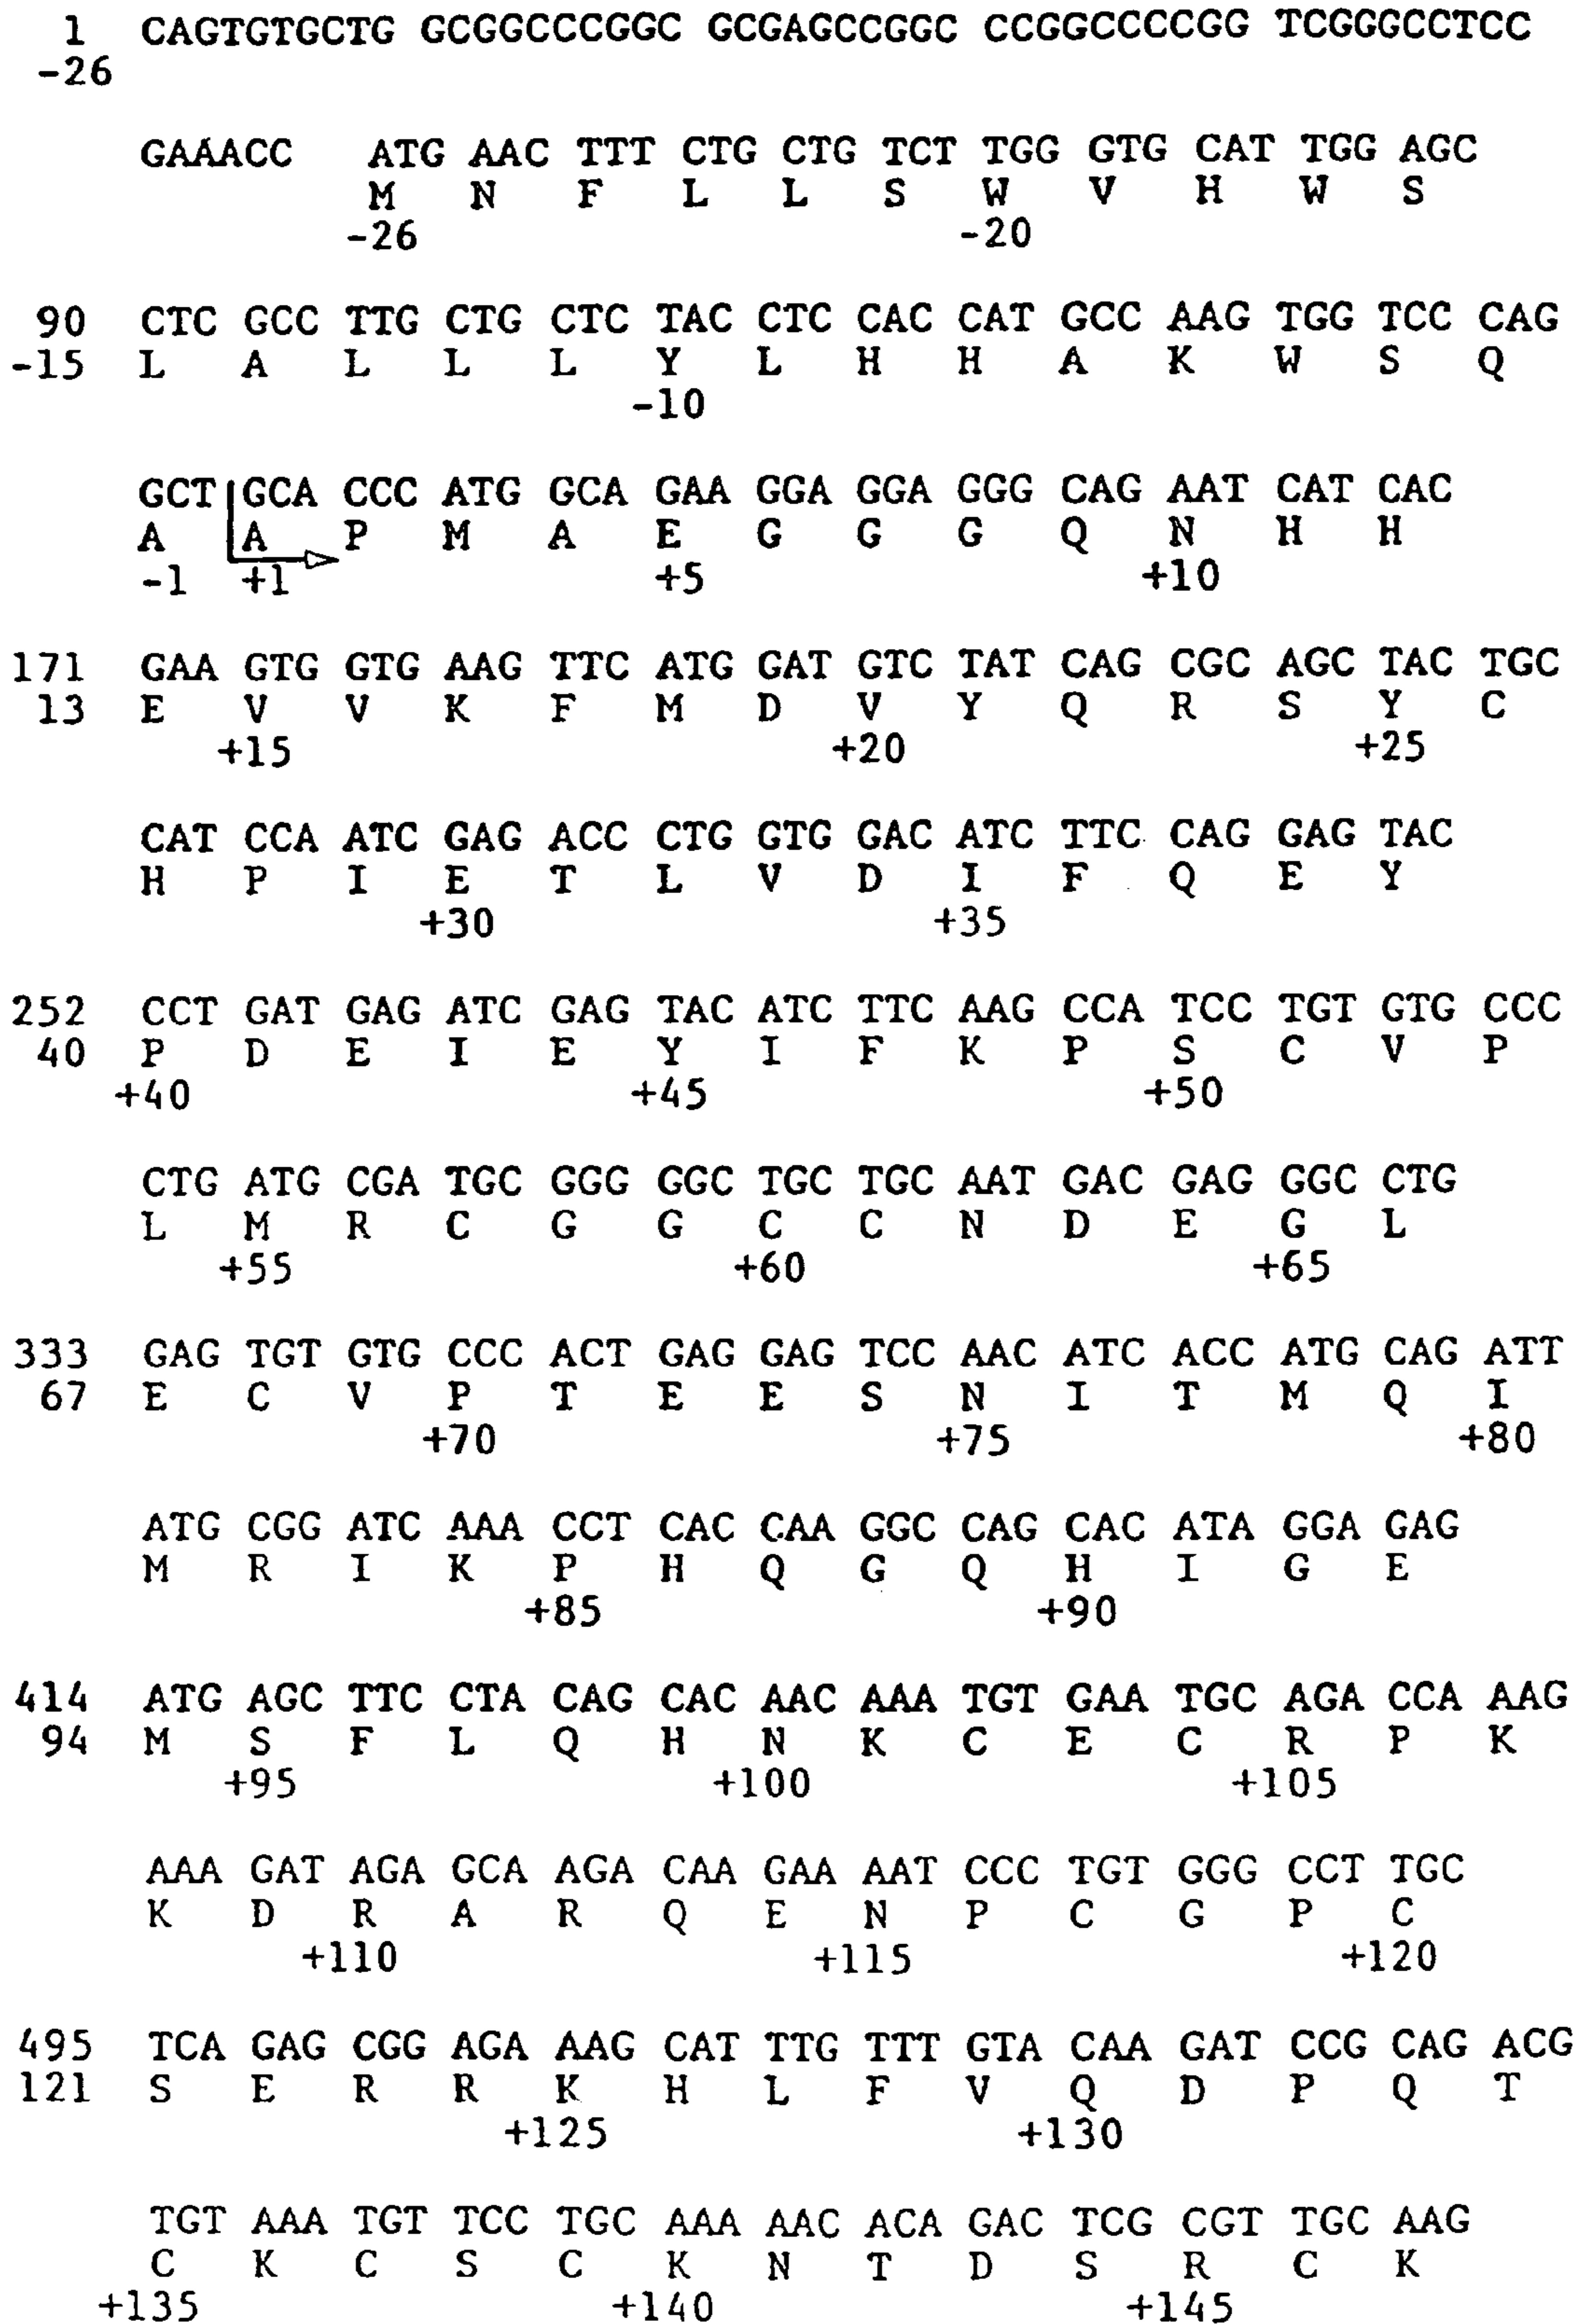 1 CAGTGTGCTG GCGGCCCGGC GCGAGCCGGC CCGGCCCCGG TCGGGCCTCC
-26
GAAACC ATG AAC TTT CTG CTG TCT TGG GTG CAT TGG AGC
M N F L L S W V H W S
-26 -20
90 CTC GCC TTG CTG CTC TAC CTC CAC CAT GCC AAG TGG TCC CAG
-15 L A L L L Y L H H A K W S Q
-10
GCT GCA CCC ATG GCA GAA GGA GGA GGG CAG AAT CAT CAC
A A P M A E G G G Q N H H
-1 +1 +5 +10
171 GAA GTG GTG AAG TTC ATG GAT GTC TAT CAG CGC AGC TAC TGC
13 E V V K F M D V Y Q R S Y C
+15 +20 +25
CAT CCA ATC GAG ACC CTG GTG GAC ATC TTC CAG GAG TAC
H P I E T L V D I F Q E Y
+30 +35
252 CCT GAT GAG ATC GAG TAC ATC TTC AAG CCA TCC TGT GTG CCC
40 P D E I E Y I F K P S C V P
+40 +45 +50
CTG ATG CGA TGC GGG GGC TGC TGC AAT GAC GAG GGC CTG
L M R C G G C C N D E G L
+55 +60 +65
333 GAG TGT GTG CCC ACT GAG GAG TCC AAC ATC ACC ATG CAG ATT
67 E C V P T E E S N I T M Q I
+70 +75 +80
ATG CGG ATC AAA CCT CAC CAA GGC CAG CAC ATA GGA GAG
M R I K P H Q G Q H I G E
+85 +90
414 ATG AGC TTC CTA CAG CAC AAC AAA TGT GAA TGC AGA CCA AAG
94 M S F L Q H N K C E C R P K
+95 +100 +105
AAA GAT AGA GCA AGA CAA GAA AAT CCC TGT GGG CCT TGC
K D R A R Q E N P C G P C
+110 +115 +120
495 TCA GAG CGG AGA AAG CAT TTG TTT GTA CAA GAT CCG CAG ACG
121 S E R R K H L F V Q D P Q T
+125 +130
TGT AAA TGT TCC TGC AAA AAC ACA GAC TCG CGT TGC AAG
C K C S C K N T D S R C K
+135 +140 +145